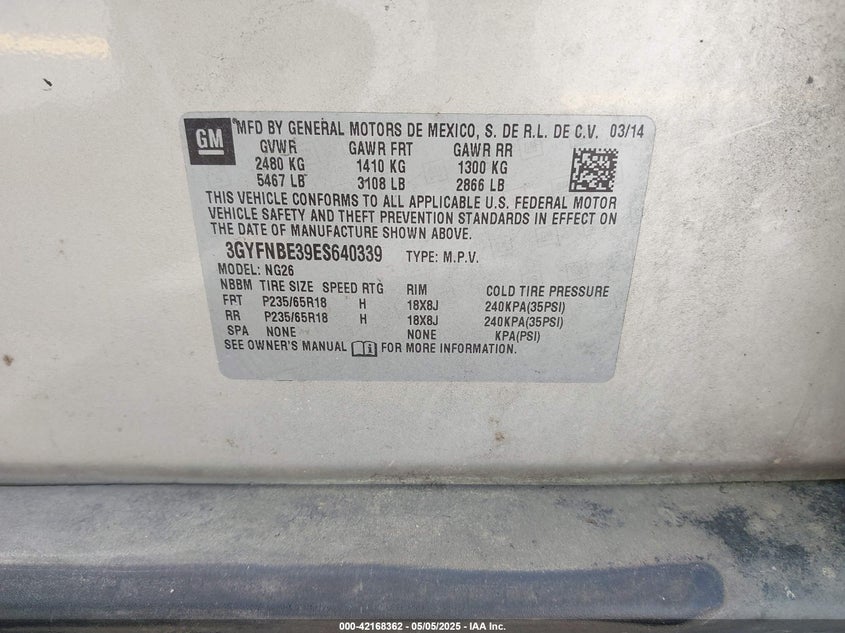 GM
MFD BY GENERAL MOTORS DE MEXICO, S. DE R.L. DE C.V. 03/14
GVWR GAWR FRT GAWR RR
2480 KG 1410 KG 1300 KG
5467 LB 3108 LB 2866 LB
THIS VEHICLE CONFORMS TO ALL APPLICABLE U.S. FEDERAL MOTOR
VEHICLE SAFETY AND THEFT PREVENTION STANDARDS IN EFFECT ON
THE DATE OF MANUFACTURE SHOWN ABOVE.
3GYFNBE39ES640339 TYPE: M.P.V.
MODEL: NG26
NBBM TIRE SIZE SPEED RTG RIM COLD TIRE PRESSURE
FRT P235/65R18 H 18X8J 240KPA(35PSI)
RR P235/65R18 H 18X8J 240KPA(35PSI)
SPA NONE NONE KPA(PSI)
SEE OWNER'S MANUAL FOR MORE INFORMATION.
000-42168362 - 05/05/2025 - IAA Inc.